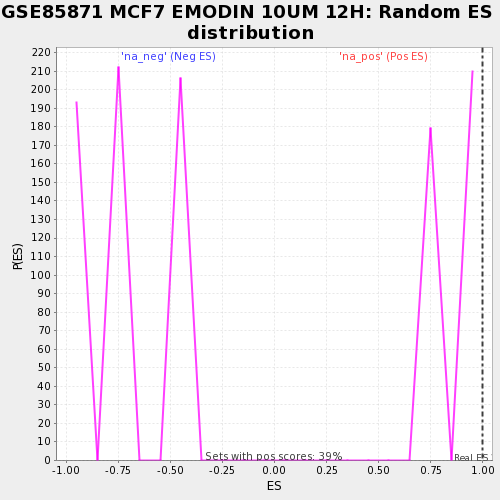 GSE85871 MCF7 EMODIN 10UM 12H: Random ES
distribution
'na_neg' (Neg ES)
'na_pos' (Pos ES)
220
210
200
190
180
170
160
150
140
130
120
110
100
90
80
70
60
50
40
30
20
10
0
P(ES)
Sets with pos scores: 39%
Real ES
-1.00 -0.75 -0.50 -0.25 0.00 0.25 0.50 0.75 1.00
ES